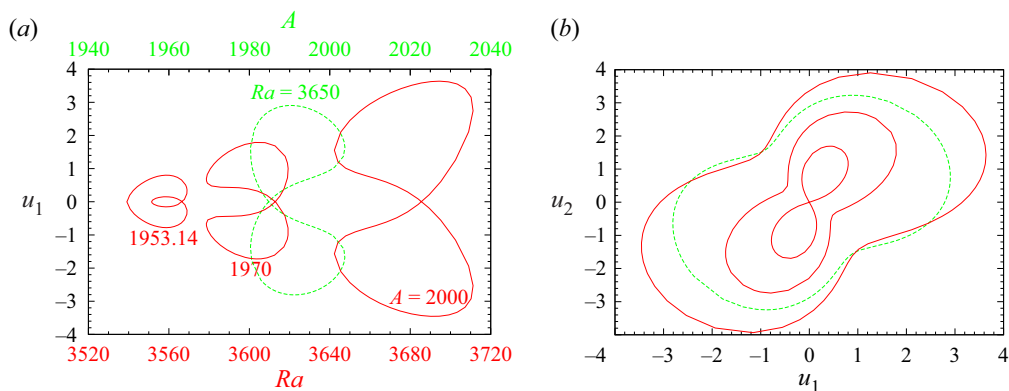 (a)
A
1940 1960 1980 2000 2020 2040
4
3
2
1
0
–1
–2
–3
–4
u1
Ra = 3650
1953.14
1970
A = 2000
3520 3560 3600 3640 3680 3720
Ra
(b)
4
3
2
1
0
–1
–2
–3
–4
u2
–4 –3 –2 –1 0 1 2 3 4
u1